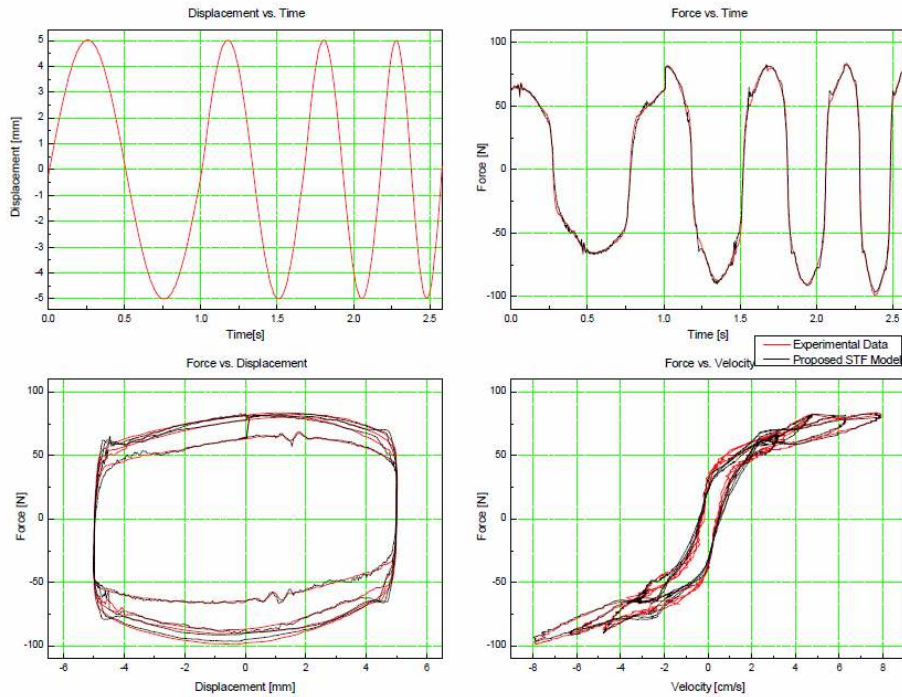 Displacement vs. Time
Displacement [mm]
5
4
3
2
1
0
-1
-2
-3
-4
-5
0.0 0.5 1.0 1.5 2.0 2.5
Time[s]
Force vs. Time
Force [N]
100
50
0
-50
-100
0.0 0.5 1.0 1.5 2.0 2.5
Time [s]
Experimental Data
Proposed STF Model
Force vs. Displacement
Force [N]
100
50
0
-50
-100
-6 -4 -2 0 2 4 6
Displacement [mm]
Force vs. Velocity
Force [N]
100
50
0
-50
-100
-8 -6 -4 -2 0 2 4 6 8
Velocity [cm/s]